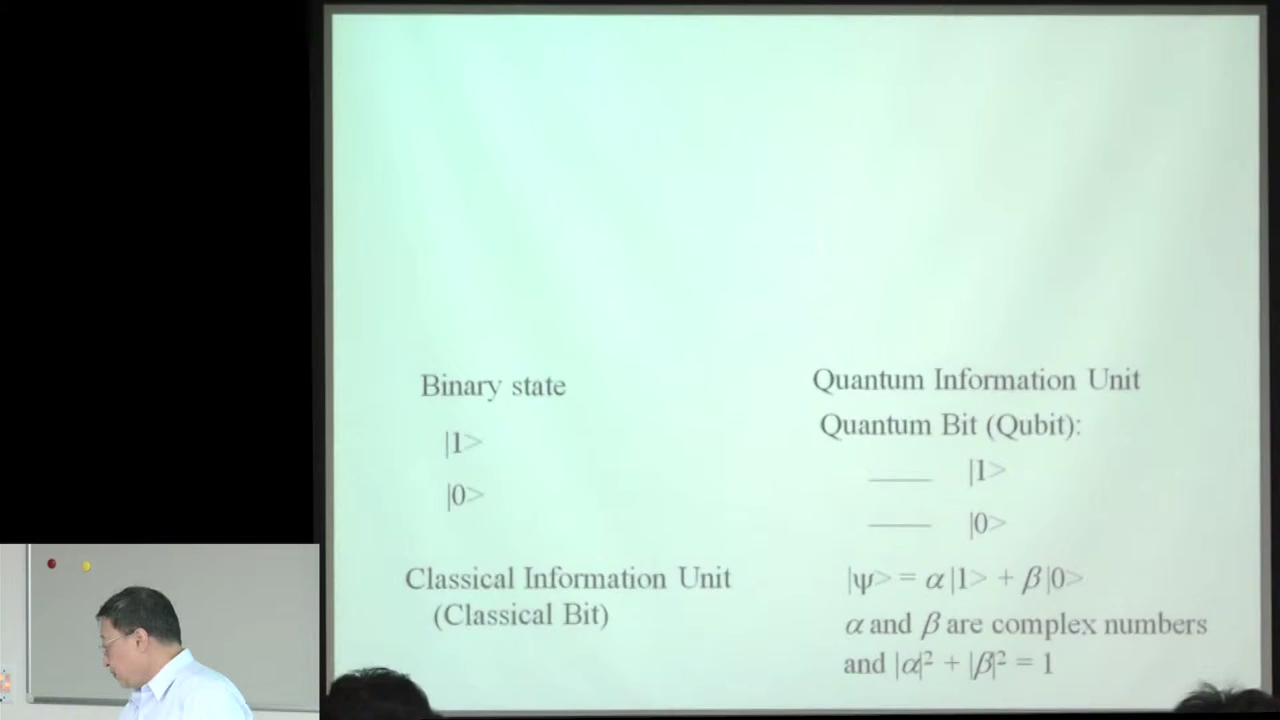 Binary state
|1>
|0>
Classical Information Unit
(Classical Bit)
Quantum Information Unit
Quantum Bit (Qubit):
|1>
|0>
|ψ> = α|1> + β|0>
α and β are complex numbers
and |α|² + |β|² = 1